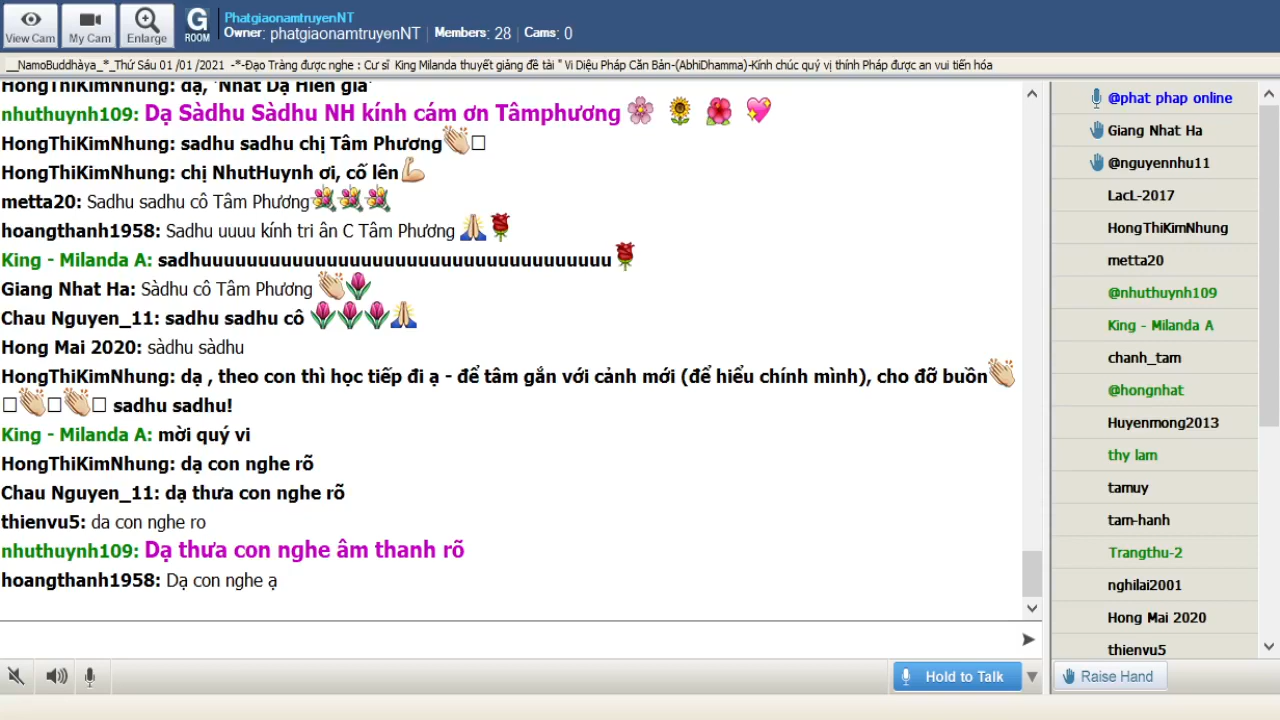 View Cam
My Cam
Enlarge
G
ROOM
PhatgiaonamtruyenNT
Owner: phatgiaonamtruyenNT | Members: 28 | Cams: 0
__NamoBuddhàya_*_Thứ Sáu 01 /01 /2021 -*-Đạo Tràng được nghe : Cư sĩ King Milanda thuyết giảng đề tài " Vi Diệu Pháp Căn Bản-(AbhiDhamma)-Kính chúc quý vị thính Pháp được an vui tiến hóa
HongThiKimNhung: dạ, 'Nhất Dạ Hiền giả'
nhuthuynh109: Dạ Sàdhu Sàdhu NH kính cám ơn Tâmphương 🌸 🌻 🌺 💖
HongThiKimNhung: sadhu sadhu chị Tâm Phương👏□
HongThiKimNhung: chị NhutHuynh ơi, cố lên💪
metta20: Sadhu sadhu cô Tâm Phương💐💐💐
hoangthanh1958: Sadhu uuuu kính tri ân C Tâm Phương 🙏🌹
King - Milanda A: sadhuuuuuuuuuuuuuuuuuuuuuuuuuuuuuuuuuuuuu🌹
Giang Nhat Ha: Sàdhu cô Tâm Phương 👏🌷
Chau Nguyen_11: sadhu sadhu cô 🌷🌷🌷🙏
Hong Mai 2020: sàdhu sàdhu
HongThiKimNhung: dạ , theo con thì học tiếp đi ạ - để tâm gắn với cảnh mới (để hiểu chính mình), cho đỡ buồn👏
□👏□👏□ sadhu sadhu!
King - Milanda A: mời quý vi
HongThiKimNhung: dạ con nghe rõ
Chau Nguyen_11: dạ thưa con nghe rõ
thienvu5: da con nghe ro
nhuthuynh109: Dạ thưa con nghe âm thanh rõ
hoangthanh1958: Dạ con nghe ạ
Hold to Talk
@phat phap online
Giang Nhat Ha
@nguyennhu11
LacL-2017
HongThiKimNhung
metta20
@nhuthuynh109
King - Milanda A
chanh_tam
@hongnhat
Huyenmong2013
thy lam
tamuy
tam-hanh
Trangthu-2
nghilai2001
Hong Mai 2020
thienvu5
Raise Hand